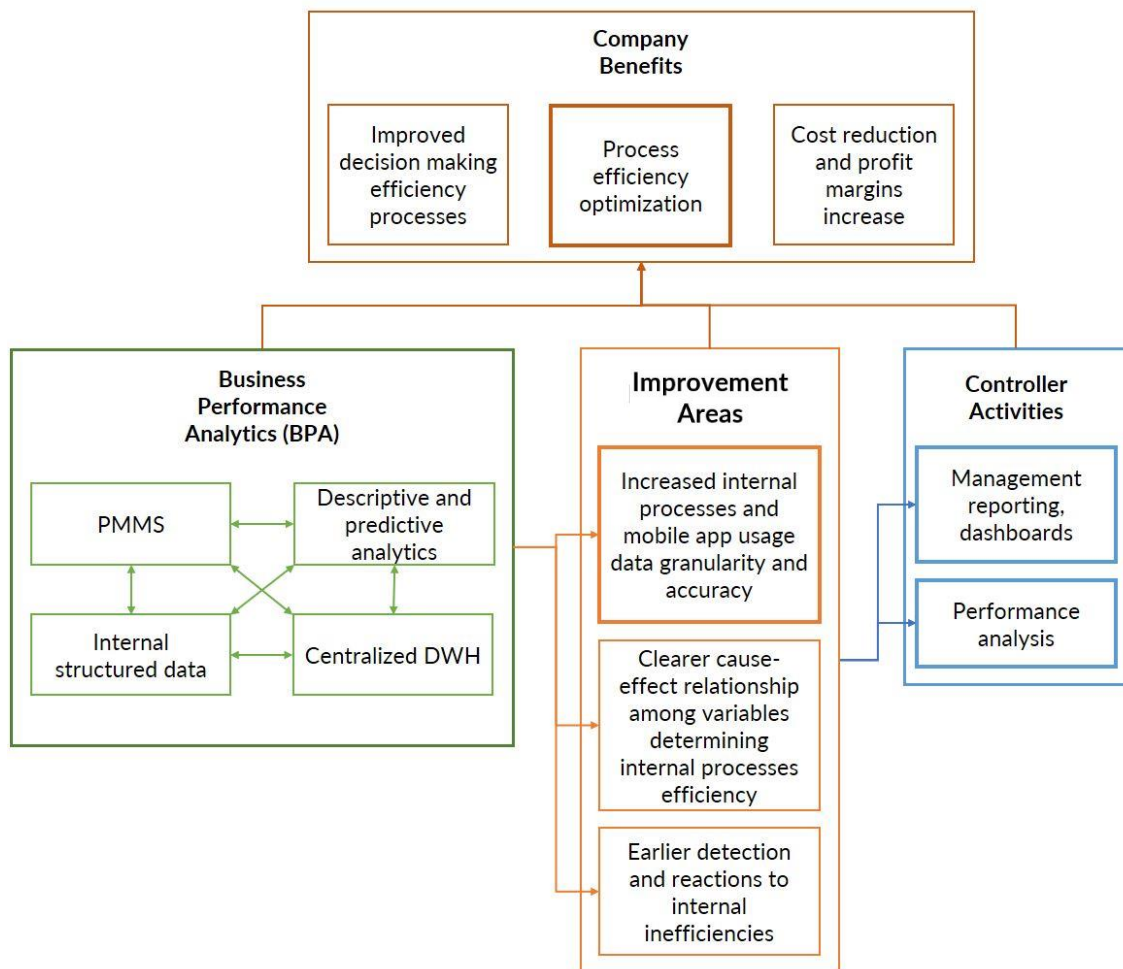 Company
Benefits
Improved
decision making
efficiency
processes
Process
efficiency
optimization
Cost reduction
and profit
margins
increase
Business
Performance
Analytics (BPA)
PMMS
Descriptive and
predictive
analytics
Internal
structured data
Centralized DWH
Improvement
Areas
Increased internal
processes and
mobile app usage
data granularity and
accuracy
Clearer cause-
effect relationship
among variables
determining
internal processes
efficiency
Earlier detection
and reactions to
internal
inefficiencies
Controller
Activities
Management
reporting,
dashboards
Performance
analysis